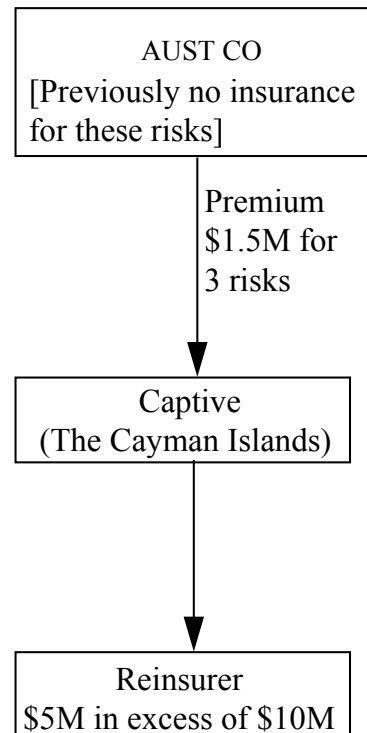 AUST CO
[Previously no insurance
for these risks]
Premium
$1.5M for
3 risks
Captive
(The Cayman Islands)
Reinsurer
$5M in excess of $10M